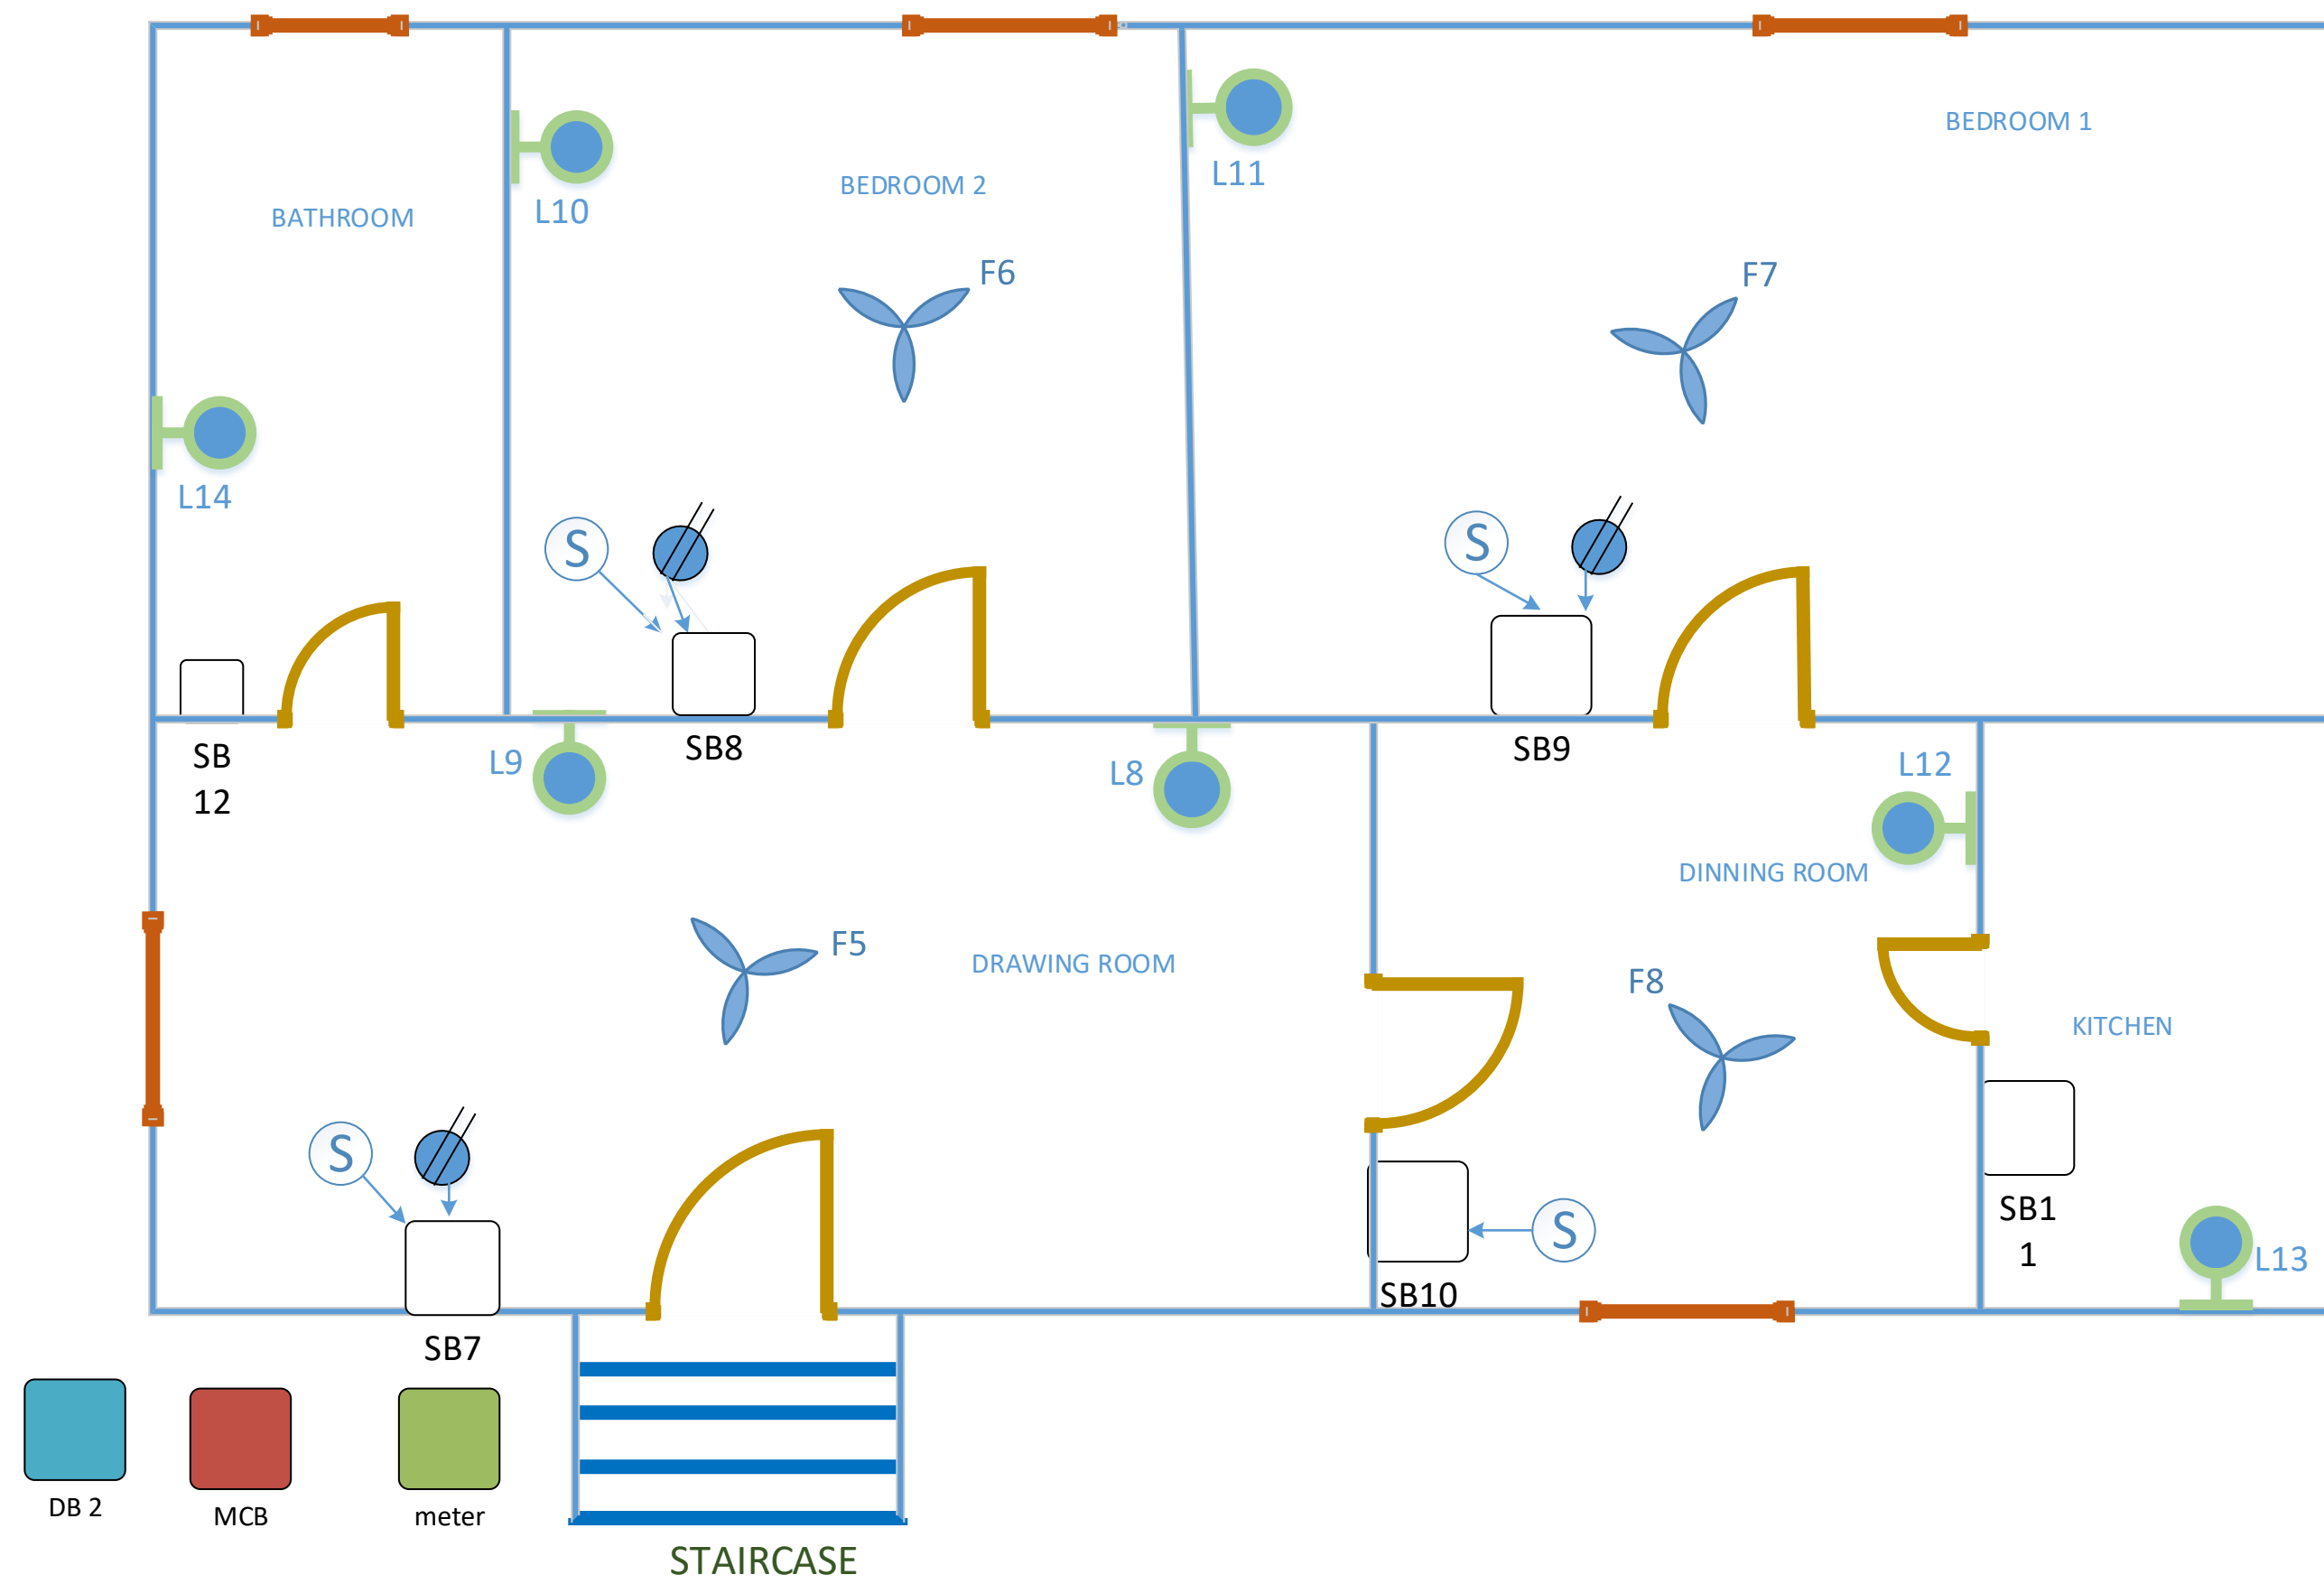 BEDROOM 1
L11
BEDROOM 2
L10
BATHROOM
F6
F7
L14
S
S
SB
12
L9
SB8
L8
SB9
L12
DINNING ROOM
F5
DRAWING ROOM
F8
KITCHEN
S
S
SB1
1
L13
SB10
SB7
DB 2
MCB
meter
STAIRCASE